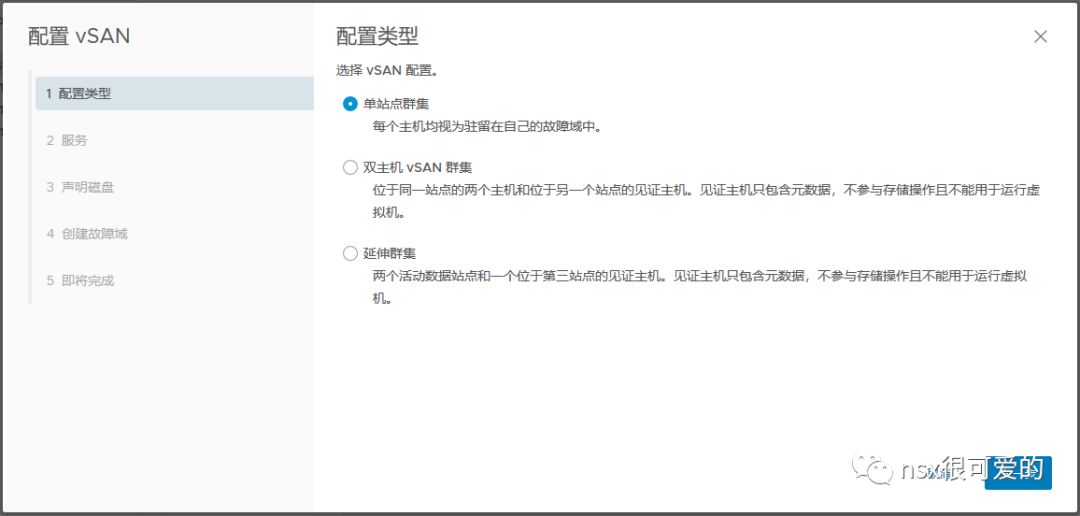 配置 vSAN
1 配置类型
2 服务
3 声明磁盘
4 创建故障域
5 即将完成
配置类型
选择 vSAN 配置。
单站点群集
每个主机均视为驻留在自己的故障域中。
双主机 vSAN 群集
位于同一站点的两个主机和位于另一个站点的见证主机。见证主机只包含元数据，不参与存储操作且不能用于运行虚
拟机。
延伸群集
两个活动数据站点和一个位于第三站点的见证主机。见证主机只包含元数据，不参与存储操作且不能用于运行虚拟
机。
nsx很可爱的